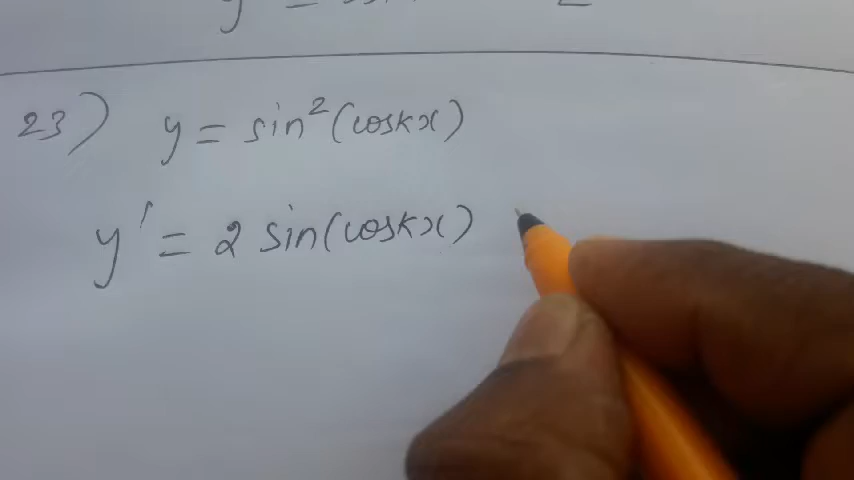 23) y = sin²(coskx)
y' = 2 sin(coskx)